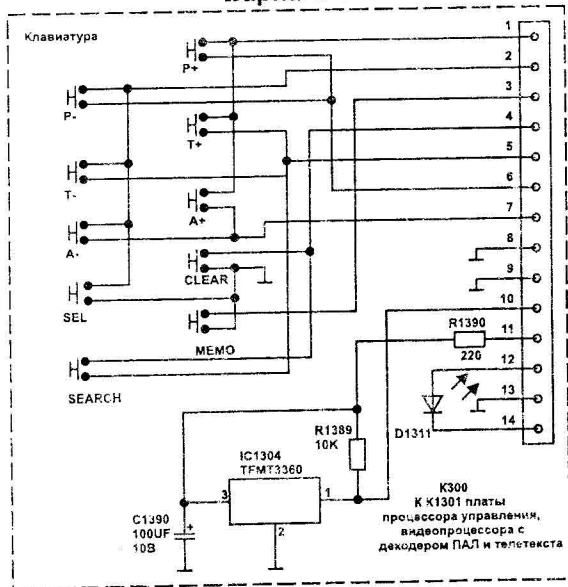 Клавиатура
P+
P-
T+
T-
A+
A-
CLEAR
SEL
MEMO
SEARCH
1
2
3
4
5
6
7
8
9
10
11
12
13
14
R1390
220
D1311
R1389
10K
IC1304
TFMT3360
3
1
2
C1390
100UF
10В
+
К300
К К1301 платы
процессора управления,
видеопроцессора с
декодером ПАЛ и телетекста